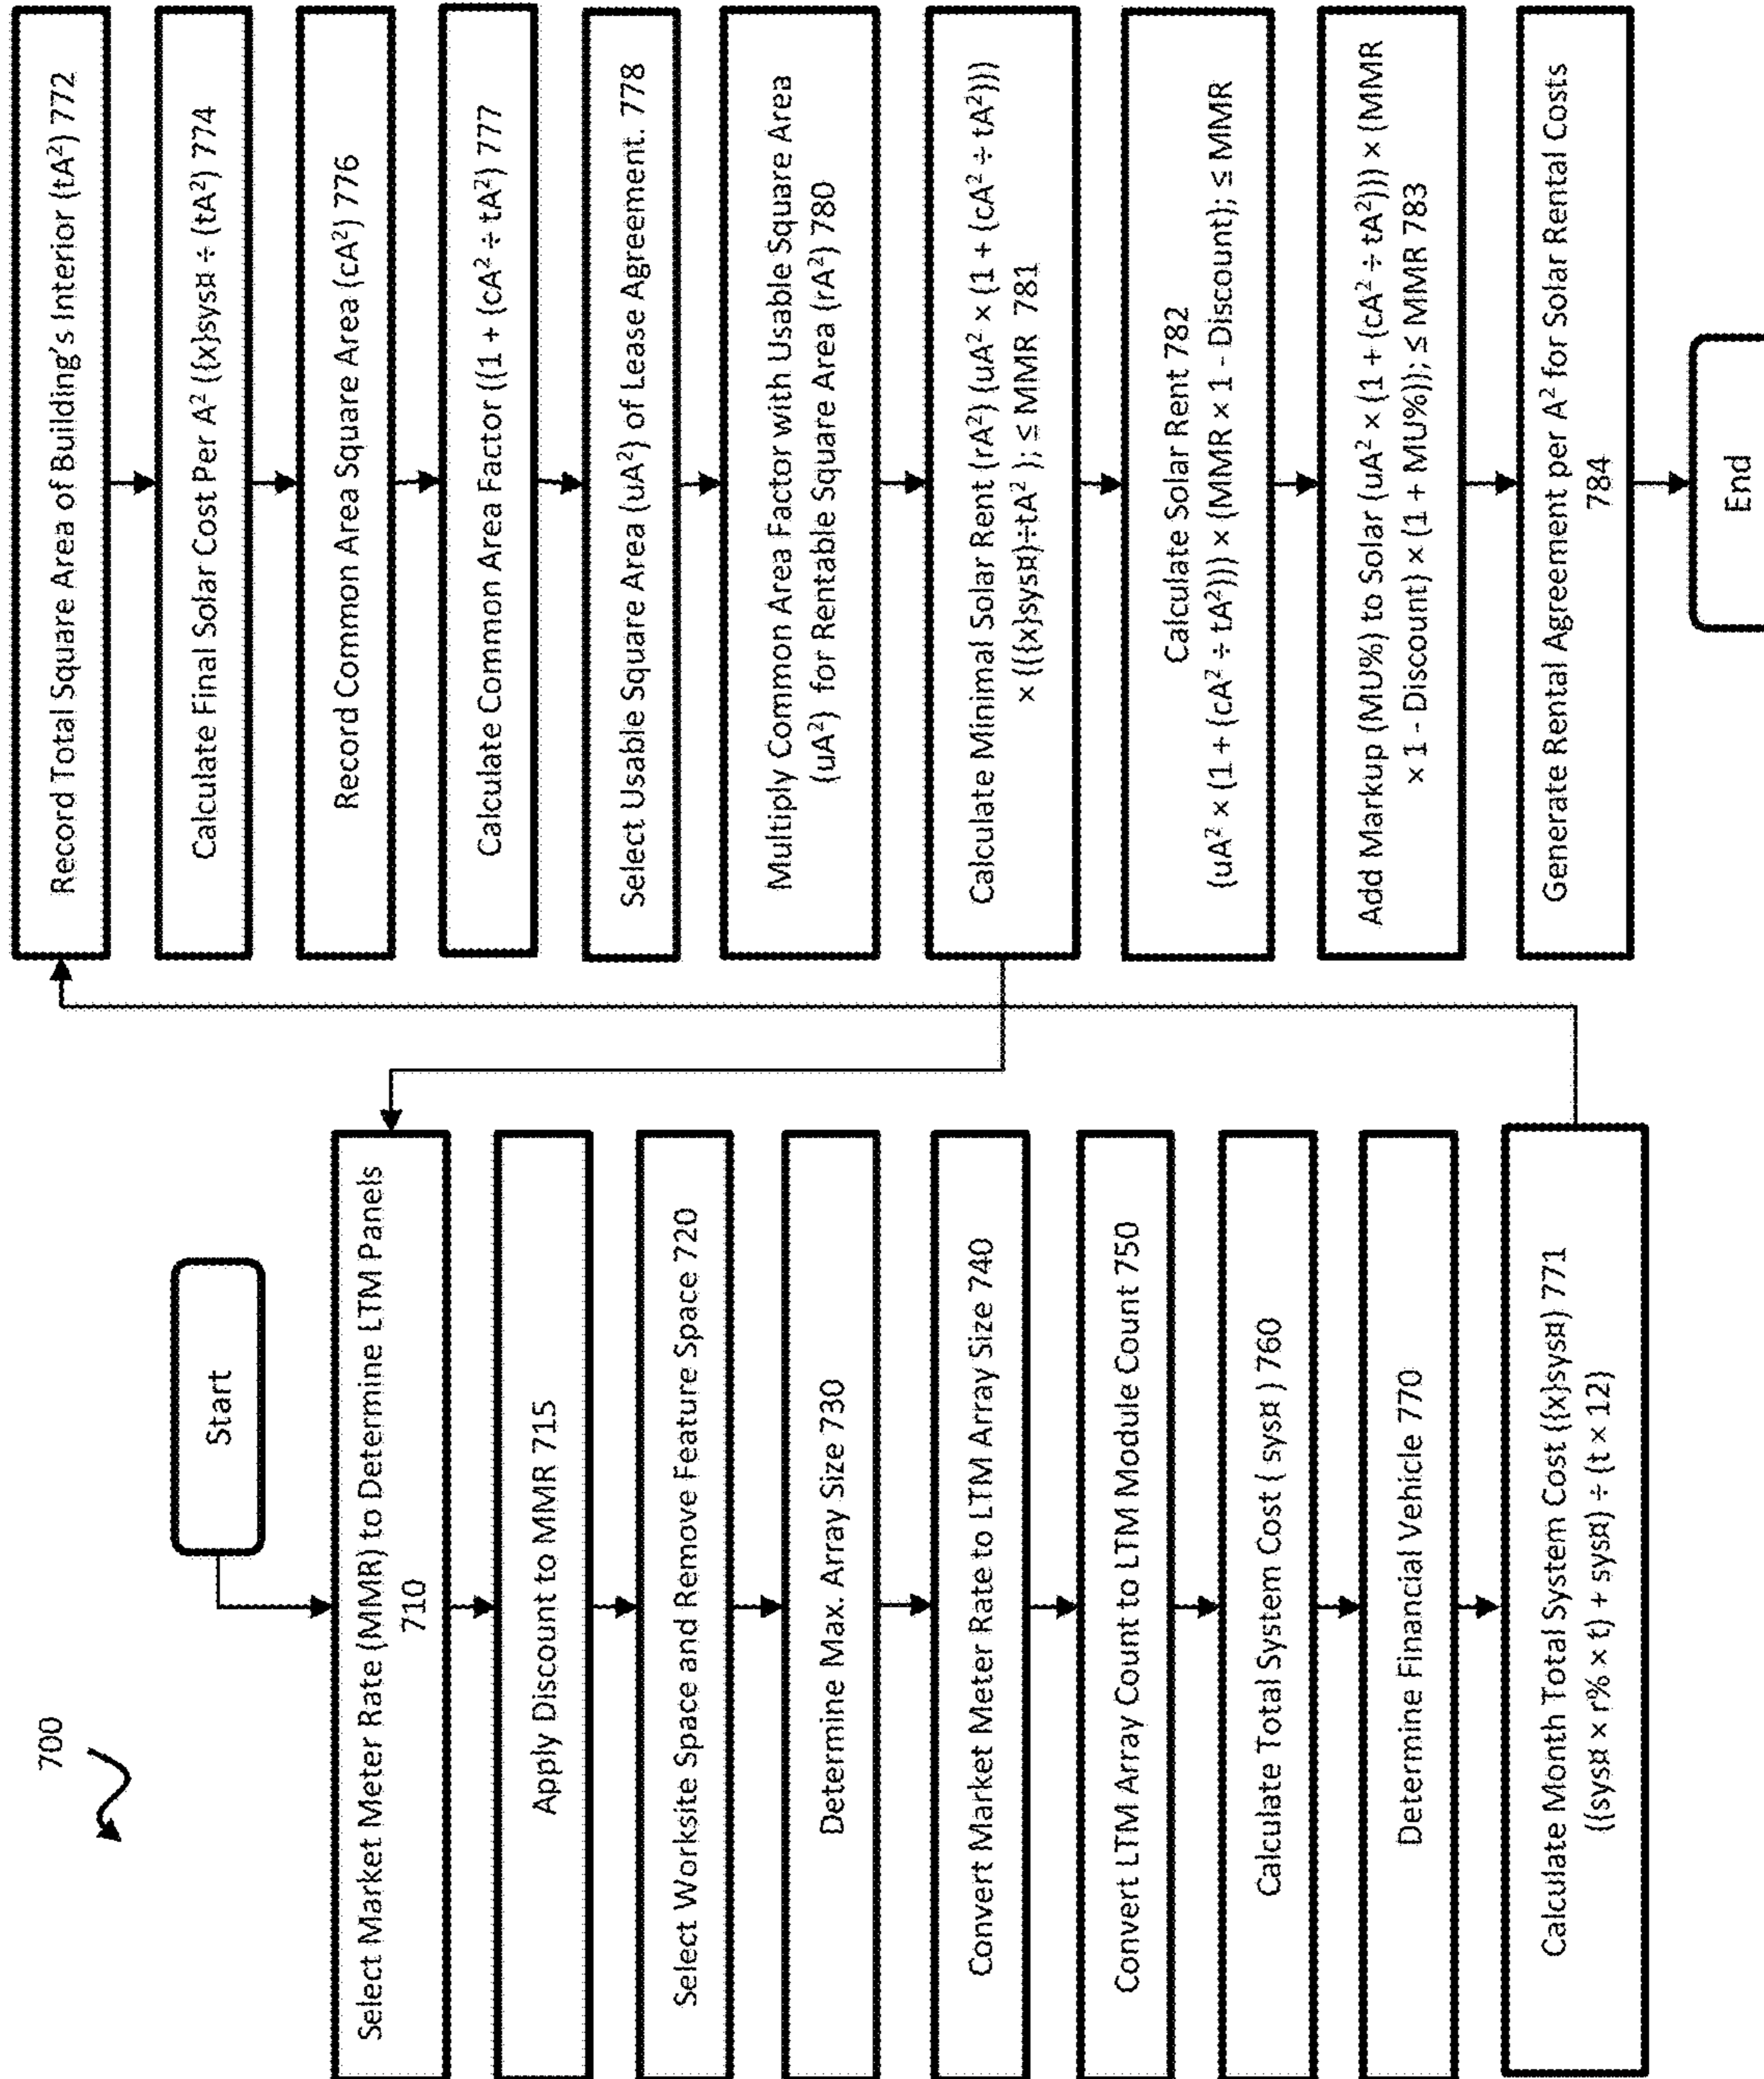 700
Start
Select Market Meter Rate (MMR) to Determine LTM Panels
710
Apply Discount to MMR 715
Select Worksite Space and Remove Feature Space 720
Determine Max. Array Size 730
Convert Market Meter Rate to LTM Array Size 740
Convert LTM Array Count to LTM Module Count 750
Calculate Total System Cost ( sys¤ ) 760
Determine Financial Vehicle 770
Calculate Month Total System Cost ({x}sys¤) 771
((sys¤ × r% × t) + sys¤) ÷ (t × 12)
Record Total Square Area of Building's Interior (tA²) 772
Calculate Final Solar Cost Per A² ({x}sys¤ ÷ (tA²) 774
Record Common Area Square Area (cA²) 776
Calculate Common Area Factor ((1 + (cA² ÷ tA²) 777
Select Usable Square Area (uA²) of Lease Agreement. 778
Multiply Common Area Factor with Usable Square Area
(uA²) for Rentable Square Area (rA²) 780
Calculate Minimal Solar Rent (rA²) (uA² × (1 + (cA² ÷ tA²)))
× (({x}sys¤)÷tA² ); ≤ MMR 781
Calculate Solar Rent 782
(uA² × (1 + (cA² ÷ tA²))) × (MMR × 1 - Discount); ≤ MMR
Add Markup (MU%) to Solar (uA² × (1 + (cA² ÷ tA²))) × (MMR
× 1 - Discount) × (1 + MU%)); ≤ MMR 783
Generate Rental Agreement per A² for Solar Rental Costs
784
End